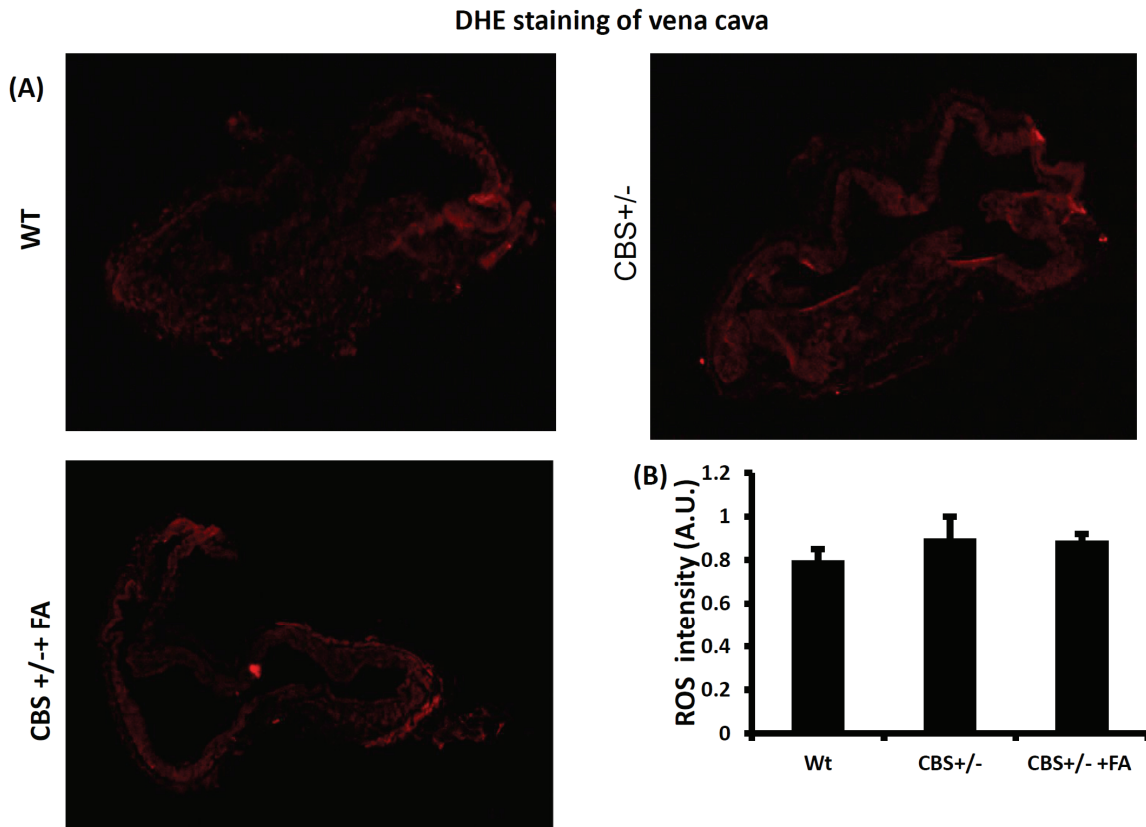 DHE staining of vena cava
(A)
WT
CBS+/-
CBS +/-+ FA
(B)
ROS intensity (A.U.)
1.2
1
0.8
0.6
0.4
0.2
0
Wt
CBS+/-
CBS+/- +FA